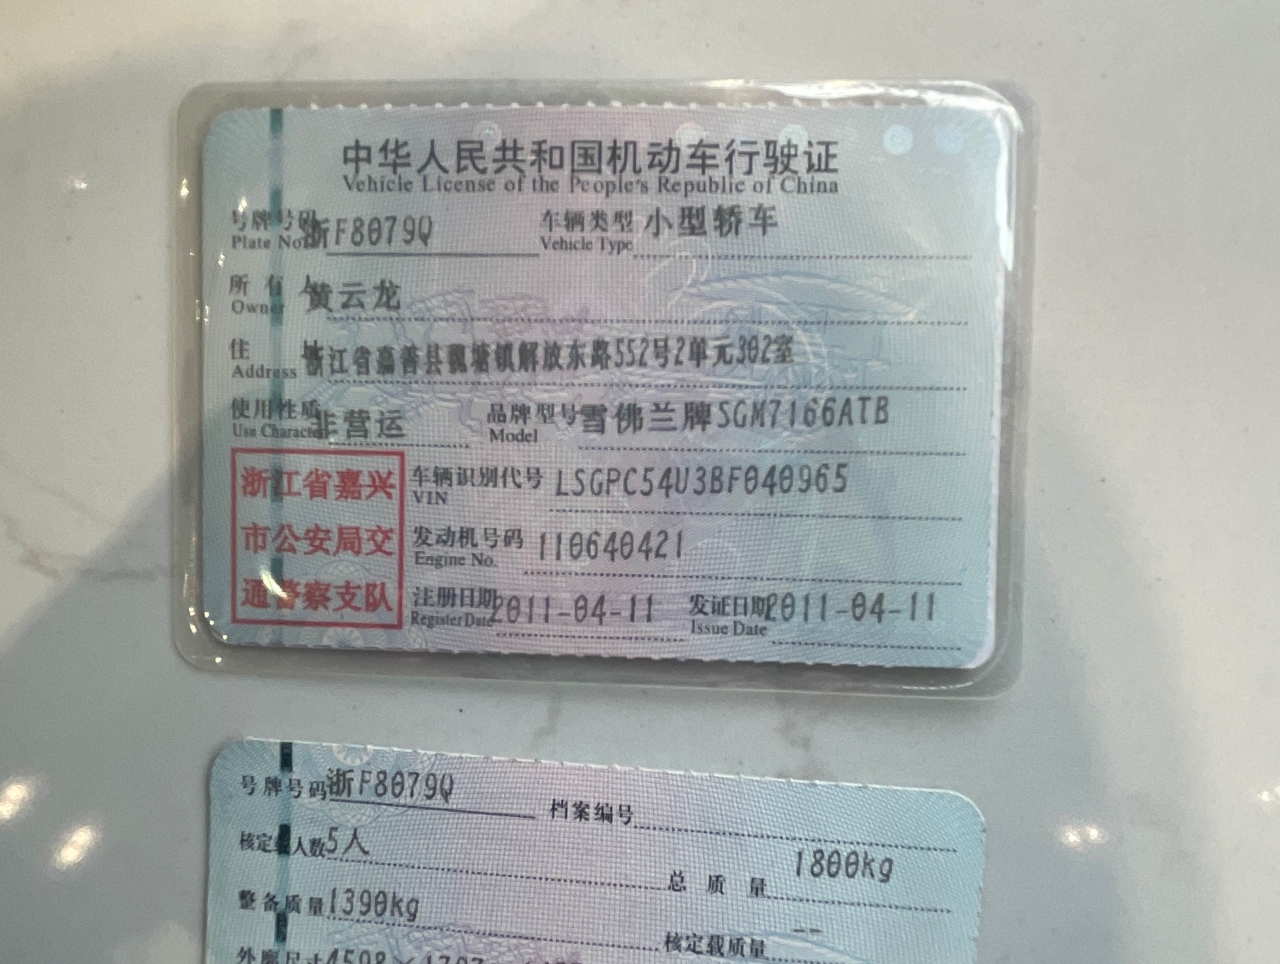 中华人民共和国机动车行驶证
Vehicle License of the People's Republic of China
号牌号码 浙F8079Q 车辆类型 小型轿车
Plate No. Vehicle Type
所有人 黄云龙
Owner
住址 浙江省嘉善县魏塘镇解放东路552号2单元302室
Address
使用性质 非营运 品牌型号 雪佛兰牌SGM7166ATB
Use Character Model
浙江省嘉兴
市公安局交
通警察支队
车辆识别代号 LSGPC54U3BF040965
VIN
发动机号码 110640421
Engine No.
注册日期 2011-04-11 发证日期 2011-04-11
Register Date Issue Date
号牌号码 浙F8079Q 档案编号
核定载人数 5人 总质量 1800kg
整备质量 1390kg 核定载质量 --
外廓尺寸